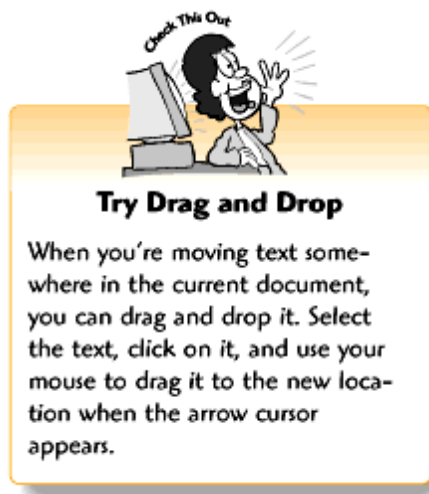 Check This Out
Try Drag and Drop
When you're moving text some-
where in the current document,
you can drag and drop it. Select
the text, click on it, and use your
mouse to drag it to the new loca-
tion when the arrow cursor
appears.